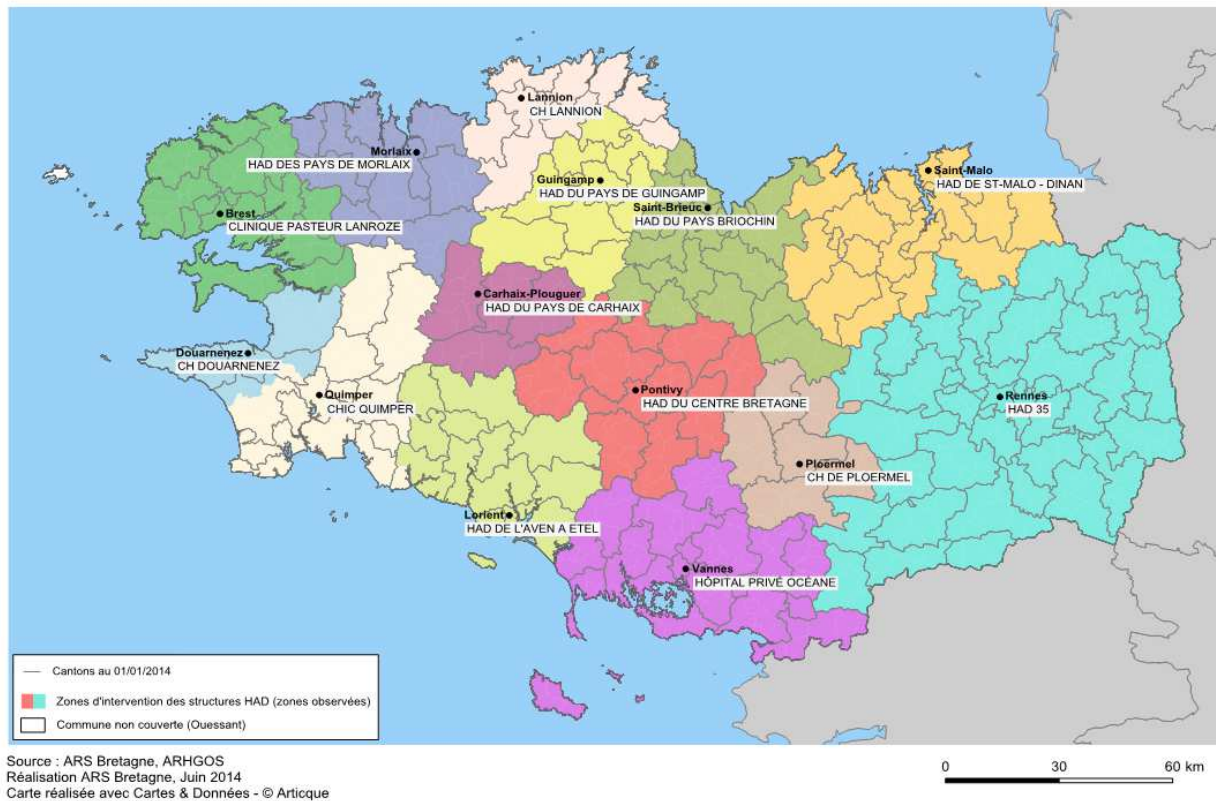 Lannion
CH LANNION
Morlaix
HAD DES PAYS DE MORLAIX
Guingamp
HAD DU PAYS DE GUINGAMP
Saint-Malo
HAD DE ST-MALO - DINAN
Brest
CLINIQUE PASTEUR LANROZE
Saint-Brieuc
HAD DU PAYS BRIOCHIN
Carhaix-Plouguer
HAD DU PAYS DE CARHAIX
Douarnenez
CH DOUARNENEZ
Quimper
CHIC QUIMPER
Pontivy
HAD DU CENTRE BRETAGNE
Rennes
HAD 35
Ploermel
CH DE PLOERMEL
Lorient
HAD DE L'AVEN A ETEL
Vannes
HÔPITAL PRIVÉ OCÉANE
Cantons au 01/01/2014
Zones d'intervention des structures HAD (zones observées)
Commune non couverte (Ouessant)
Source : ARS Bretagne, ARHGOS
Réalisation ARS Bretagne, Juin 2014
Carte réalisée avec Cartes & Données - © Articque
0 30 60 km